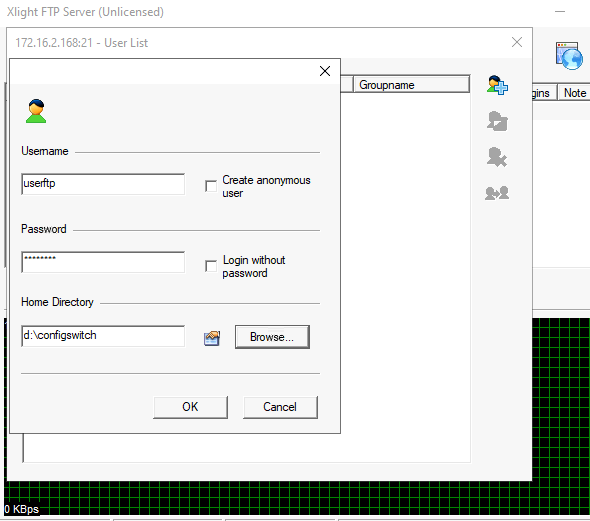 Xlight FTP Server (Unlicensed)
172.16.2.168:21 - User List
Groupname
gins
Note
Username
userftp
Create anonymous
user
Password
********
Login without
password
Home Directory
d:\configswitch
Browse...
OK
Cancel
0 KBps